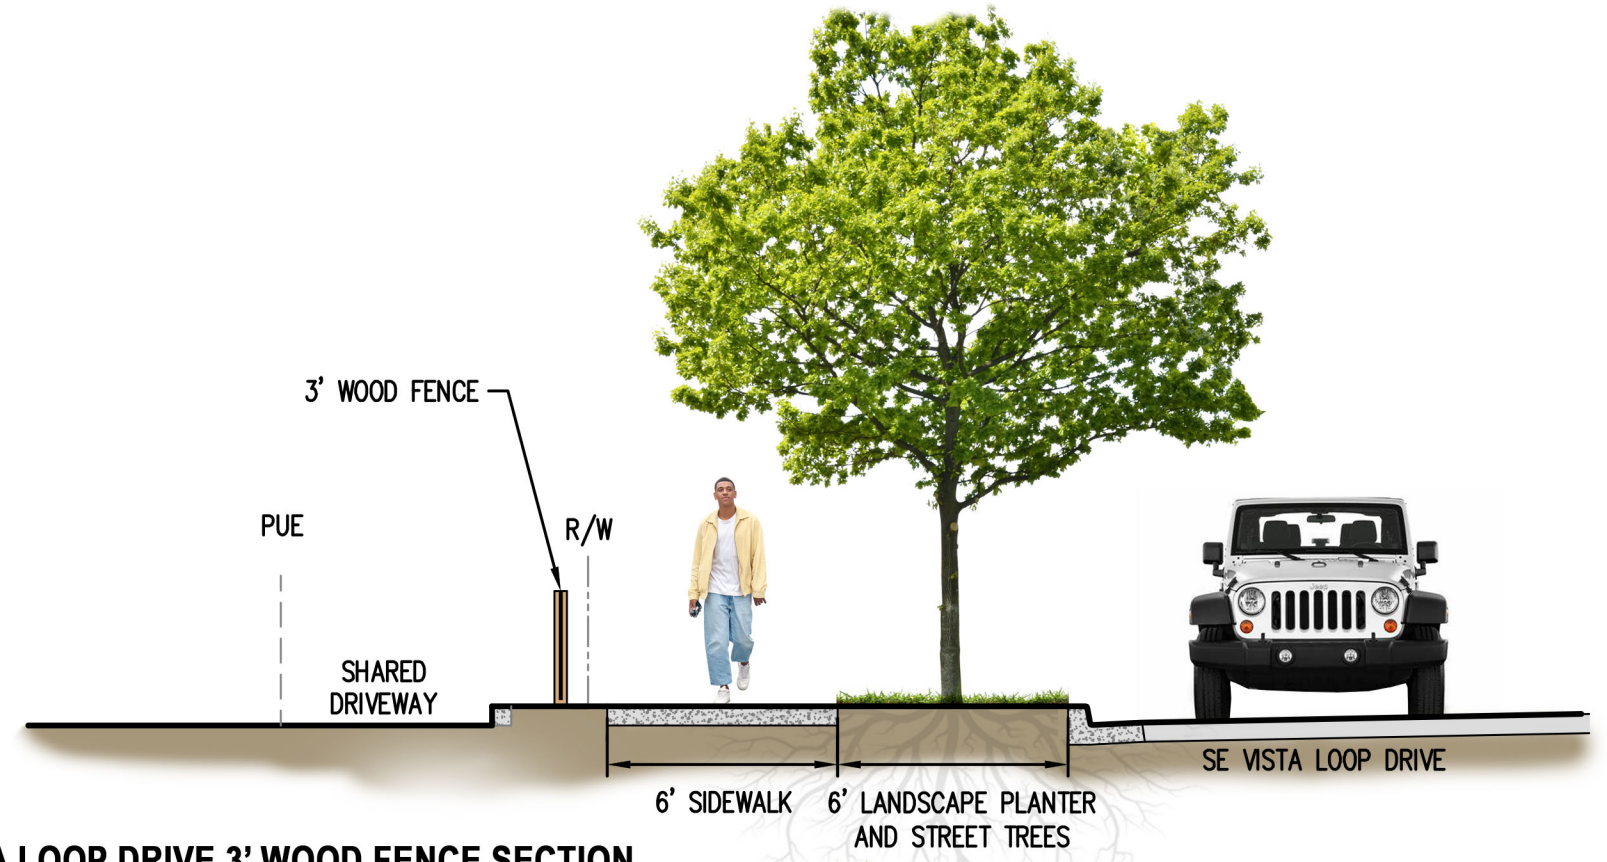 3' WOOD FENCE
PUE
R/W
SHARED
DRIVEWAY
Jeep
SE VISTA LOOP DRIVE
6' SIDEWALK
6' LANDSCAPE PLANTER
AND STREET TREES
A LOOP DRIVE 3' WOOD FENCE SECTION